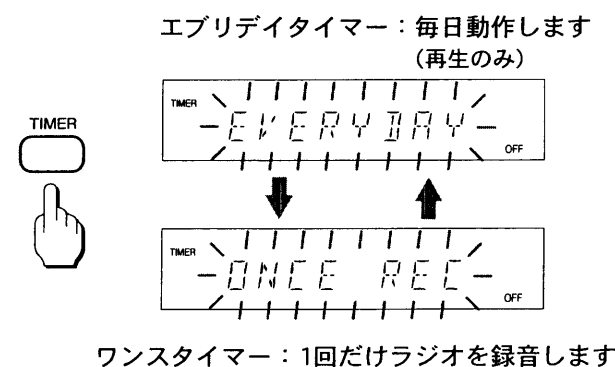 エブリデイタイマー：毎日動作します
（再生のみ）
TIMER
TIMER
EVERYDAY
OFF
TIMER
ONCE REC
OFF
ワンスタイマー：1回だけラジオを録音します